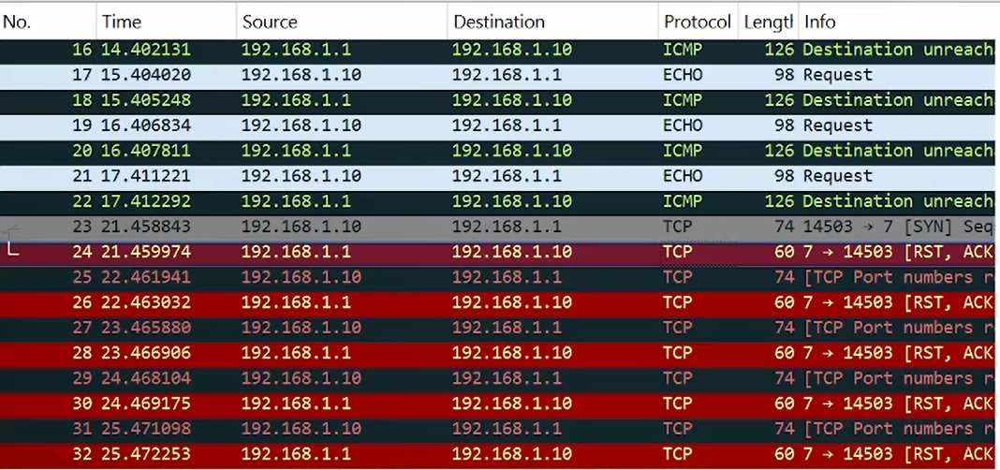 No. Time Source Destination Protocol Length Info
16 14.402131 192.168.1.1 192.168.1.10 ICMP 126 Destination unreach
17 15.404020 192.168.1.10 192.168.1.1 ECHO 98 Request
18 15.405248 192.168.1.1 192.168.1.10 ICMP 126 Destination unreach
19 16.406834 192.168.1.10 192.168.1.1 ECHO 98 Request
20 16.407811 192.168.1.1 192.168.1.10 ICMP 126 Destination unreach
21 17.411221 192.168.1.10 192.168.1.1 ECHO 98 Request
22 17.412292 192.168.1.1 192.168.1.10 ICMP 126 Destination unreach
23 21.458843 192.168.1.10 192.168.1.1 TCP 74 14503 → 7 [SYN] Seq
24 21.459974 192.168.1.1 192.168.1.10 TCP 60 7 → 14503 [RST, ACK
25 22.461941 192.168.1.10 192.168.1.1 TCP 74 [TCP Port numbers r
26 22.463032 192.168.1.1 192.168.1.10 TCP 60 7 → 14503 [RST, ACK
27 23.465880 192.168.1.10 192.168.1.1 TCP 74 [TCP Port numbers r
28 23.466906 192.168.1.1 192.168.1.10 TCP 60 7 → 14503 [RST, ACK
29 24.468104 192.168.1.10 192.168.1.1 TCP 74 [TCP Port numbers r
30 24.469175 192.168.1.1 192.168.1.10 TCP 60 7 → 14503 [RST, ACK
31 25.471098 192.168.1.10 192.168.1.1 TCP 74 [TCP Port numbers r
32 25.472253 192.168.1.1 192.168.1.10 TCP 60 7 → 14503 [RST, ACK